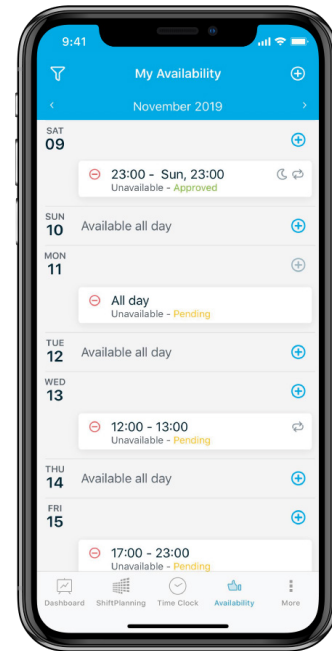 9:41
My Availability
November 2019
SAT
09
23:00 - Sun, 23:00
Unavailable - Approved
SUN
10 Available all day
MON
11
All day
Unavailable - Pending
TUE
12 Available all day
WED
13
12:00 - 13:00
Unavailable - Pending
THU
14 Available all day
FRI
15
17:00 - 23:00
Unavailable - Pending
Dashboard ShiftPlanning Time Clock Availability More